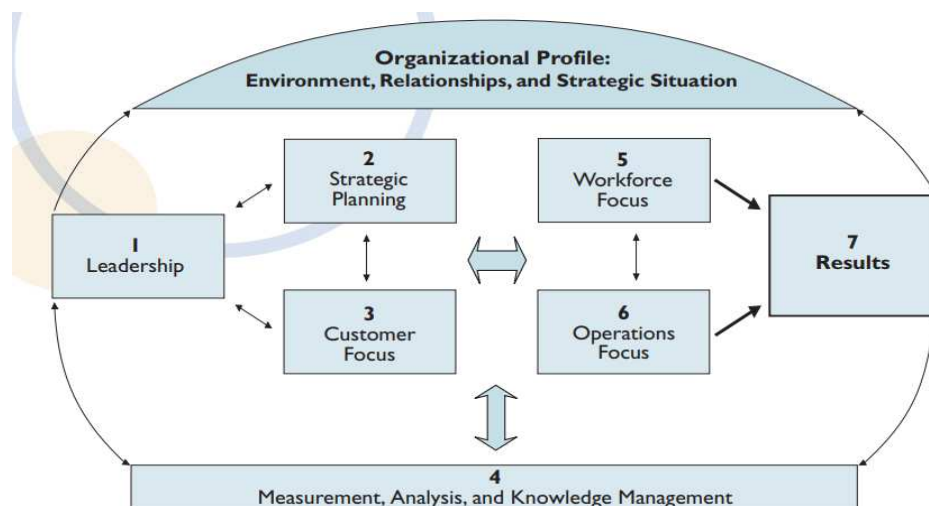 Organizational Profile:
Environment, Relationships, and Strategic Situation
2
Strategic
Planning
5
Workforce
Focus
1
Leadership
7
Results
3
Customer
Focus
6
Operations
Focus
4
Measurement, Analysis, and Knowledge Management